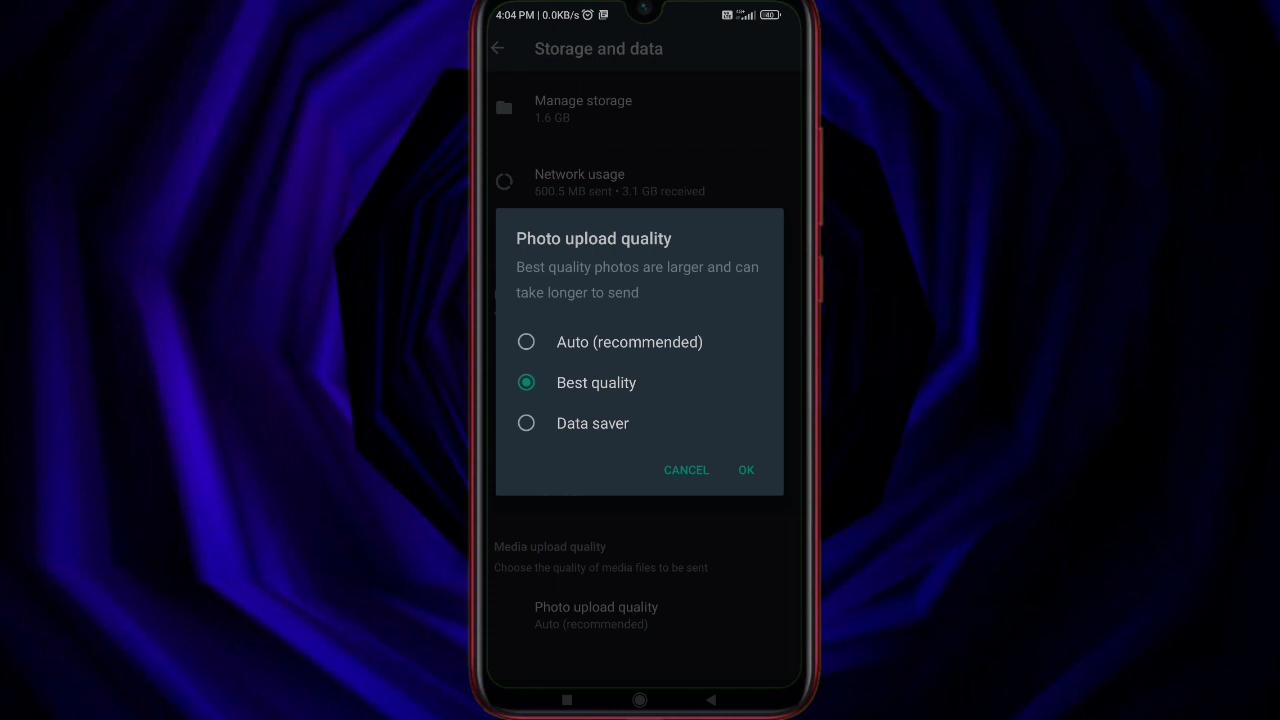 4:04 PM | 0.0KB/s
40
Storage and data
Manage storage
1.6 GB
Network usage
600.5 MB sent • 3.1 GB received
Photo upload quality
Best quality photos are larger and can
take longer to send
Auto (recommended)
Best quality
Data saver
CANCEL OK
Media upload quality
Choose the quality of media files to be sent
Photo upload quality
Auto (recommended)